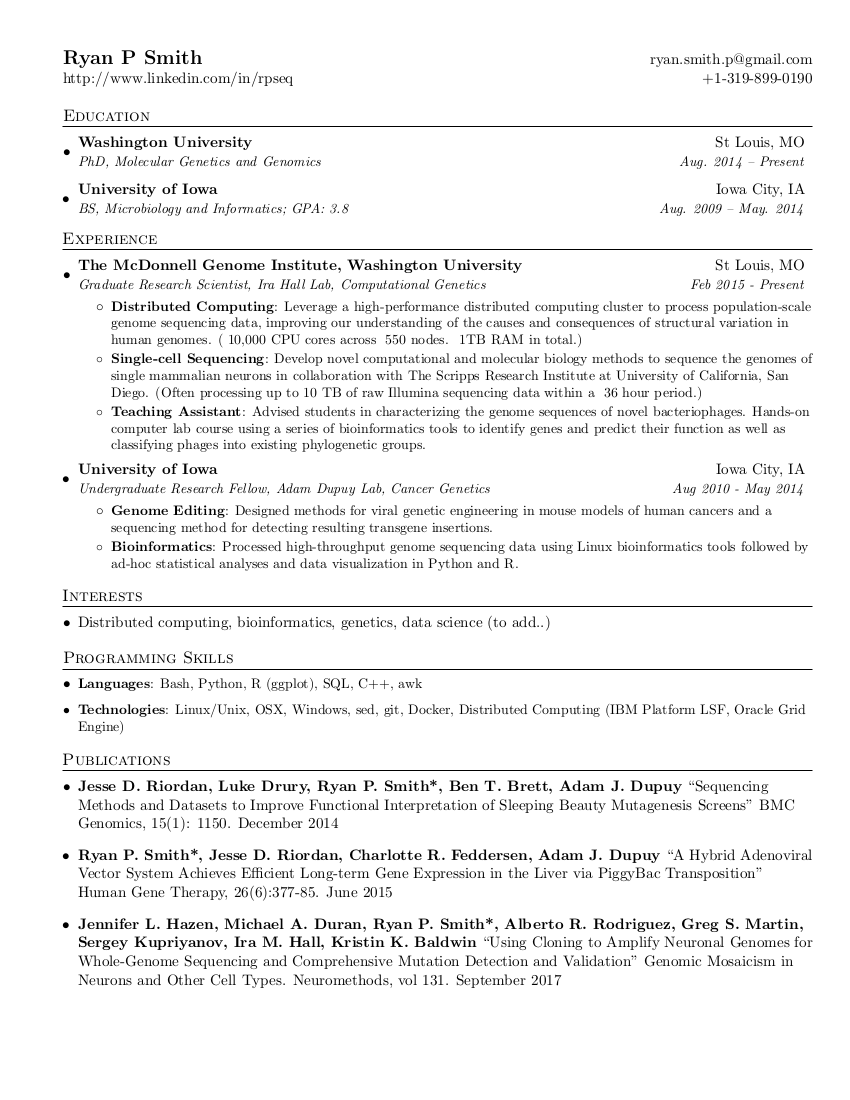 Ryan P Smith
ryan.smith.p@gmail.com
http://www.linkedin.com/in/rpseq
+1-319-899-0190
Education
• Washington University
St Louis, MO
PhD, Molecular Genetics and Genomics
Aug. 2014 – Present
• University of Iowa
Iowa City, IA
BS, Microbiology and Informatics; GPA: 3.8
Aug. 2009 – May. 2014
Experience
• The McDonnell Genome Institute, Washington University
St Louis, MO
Graduate Research Scientist, Ira Hall Lab, Computational Genetics
Feb 2015 - Present
◦ Distributed Computing: Leverage a high-performance distributed computing cluster to process population-scale
genome sequencing data, improving our understanding of the causes and consequences of structural variation in
human genomes. ( 10,000 CPU cores across 550 nodes. 1TB RAM in total.)
◦ Single-cell Sequencing: Develop novel computational and molecular biology methods to sequence the genomes of
single mammalian neurons in collaboration with The Scripps Research Institute at University of California, San
Diego. (Often processing up to 10 TB of raw Illumina sequencing data within a 36 hour period.)
◦ Teaching Assistant: Advised students in characterizing the genome sequences of novel bacteriophages. Hands-on
computer lab course using a series of bioinformatics tools to identify genes and predict their function as well as
classifying phages into existing phylogenetic groups.
• University of Iowa
Iowa City, IA
Undergraduate Research Fellow, Adam Dupuy Lab, Cancer Genetics
Aug 2010 - May 2014
◦ Genome Editing: Designed methods for viral genetic engineering in mouse models of human cancers and a
sequencing method for detecting resulting transgene insertions.
◦ Bioinformatics: Processed high-throughput genome sequencing data using Linux bioinformatics tools followed by
ad-hoc statistical analyses and data visualization in Python and R.
Interests
• Distributed computing, bioinformatics, genetics, data science (to add..)
Programming Skills
• Languages: Bash, Python, R (ggplot), SQL, C++, awk
• Technologies: Linux/Unix, OSX, Windows, sed, git, Docker, Distributed Computing (IBM Platform LSF, Oracle Grid
Engine)
Publications
• Jesse D. Riordan, Luke Drury, Ryan P. Smith*, Ben T. Brett, Adam J. Dupuy “Sequencing
Methods and Datasets to Improve Functional Interpretation of Sleeping Beauty Mutagenesis Screens” BMC
Genomics, 15(1): 1150. December 2014
• Ryan P. Smith*, Jesse D. Riordan, Charlotte R. Feddersen, Adam J. Dupuy “A Hybrid Adenoviral
Vector System Achieves Efficient Long-term Gene Expression in the Liver via PiggyBac Transposition”
Human Gene Therapy, 26(6):377-85. June 2015
• Jennifer L. Hazen, Michael A. Duran, Ryan P. Smith*, Alberto R. Rodriguez, Greg S. Martin,
Sergey Kupriyanov, Ira M. Hall, Kristin K. Baldwin “Using Cloning to Amplify Neuronal Genomes for
Whole-Genome Sequencing and Comprehensive Mutation Detection and Validation” Genomic Mosaicism in
Neurons and Other Cell Types. Neuromethods, vol 131. September 2017